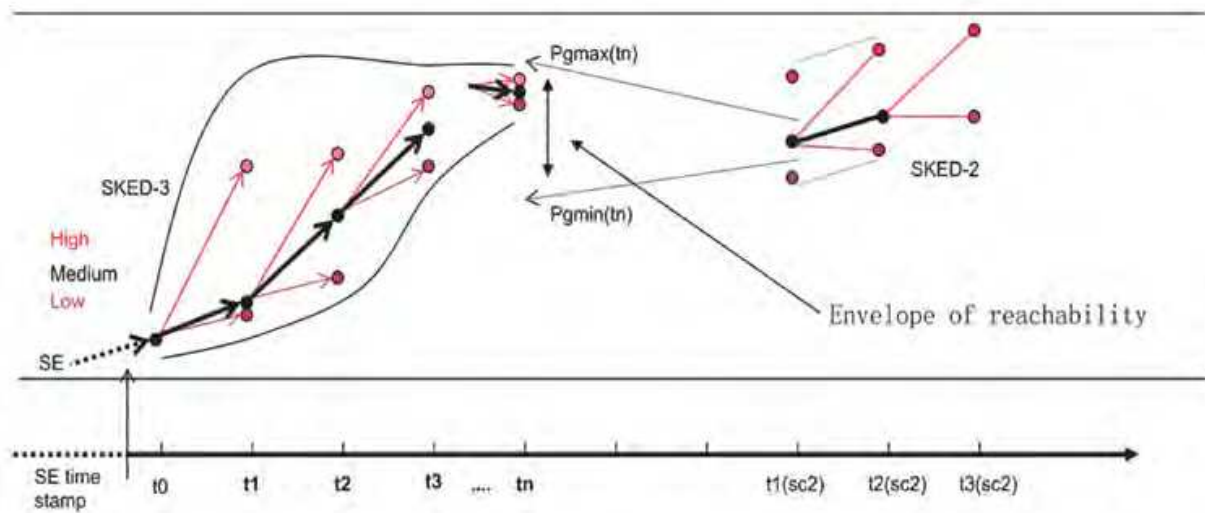 Pgmax(tn)
SKED-3
SKED-2
Pgmin(tn)
High
Medium
Low
Envelope of reachability
SE
SE time
stamp
t0
t1
t2
t3
....
tn
t1(sc2)
t2(sc2)
t3(sc2)